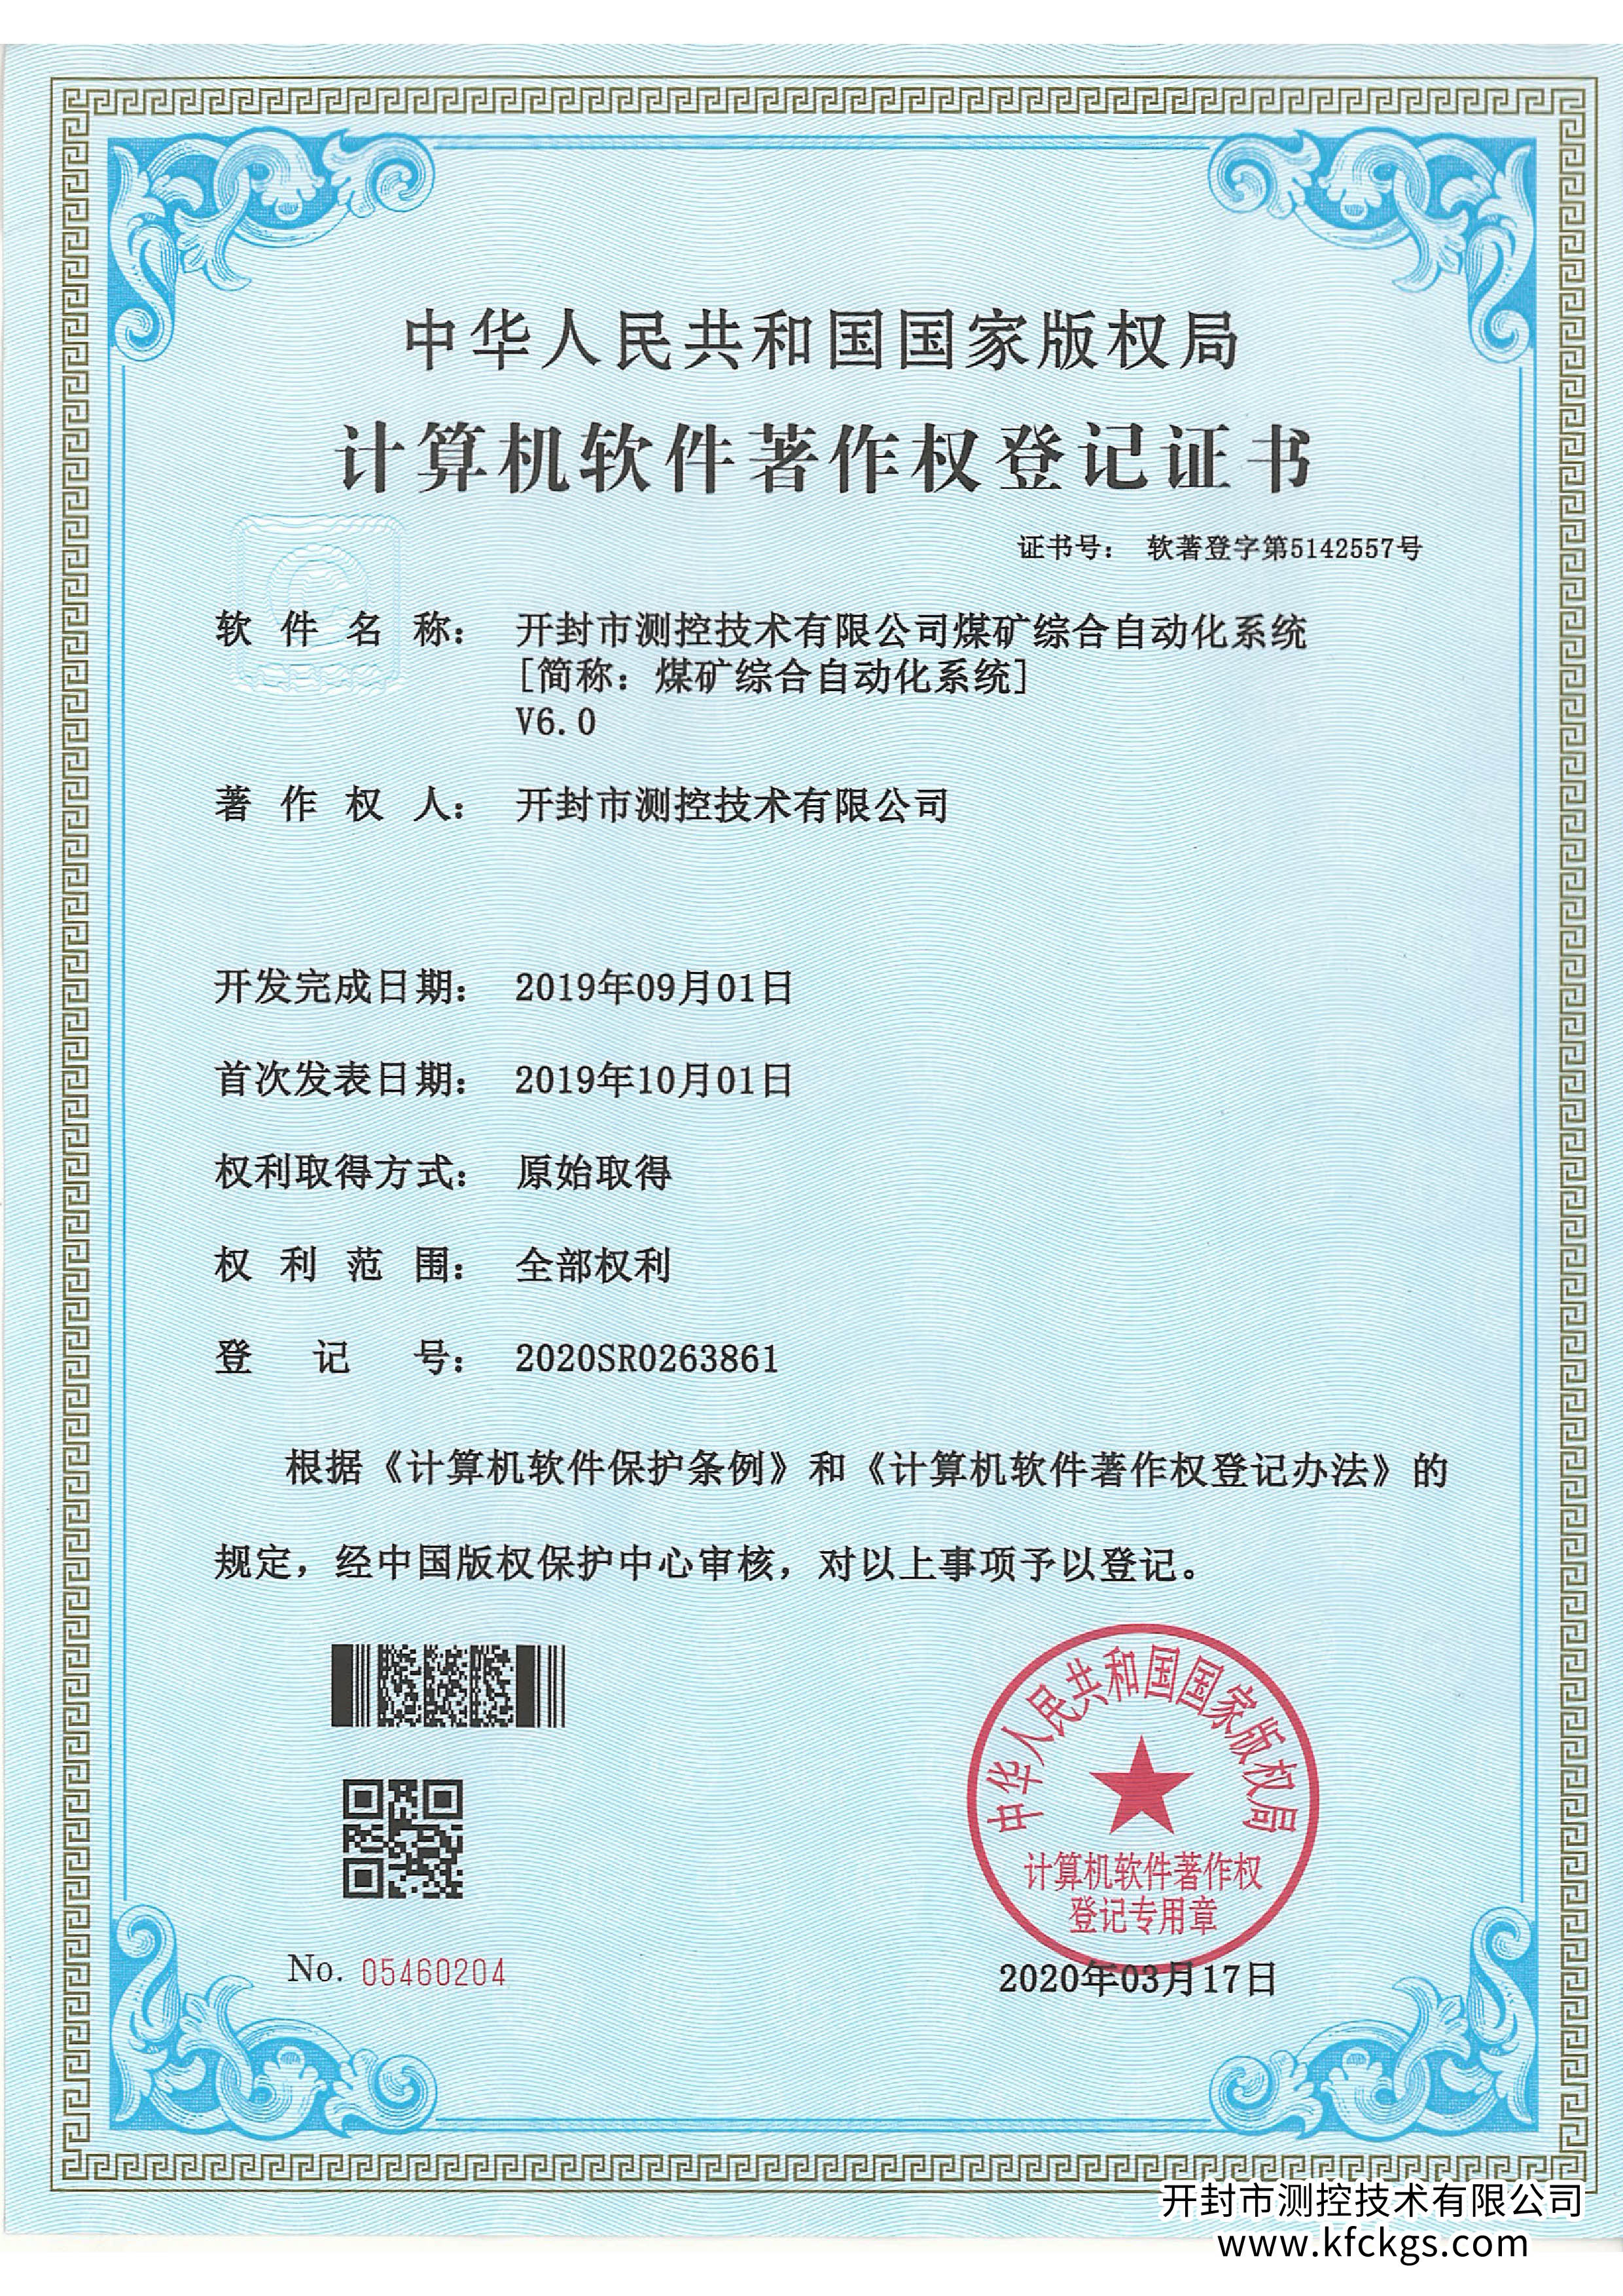 中华人民共和国国家版权局
计算机软件著作权登记证书
证书号： 软著登字第5142557号
软件名称： 开封市测控技术有限公司煤矿综合自动化系统
[简称：煤矿综合自动化系统]
V6.0
著作权人： 开封市测控技术有限公司
开发完成日期： 2019年09月01日
首次发表日期： 2019年10月01日
权利取得方式： 原始取得
权利范围： 全部权利
登记号： 2020SR0263861
根据《计算机软件保护条例》和《计算机软件著作权登记办法》的
规定，经中国版权保护中心审核，对以上事项予以登记。
中华人民共和国国家版权局
计算机软件著作权
登记专用章
No. 05460204
2020年03月17日
开封市测控技术有限公司
www.kfckgs.com